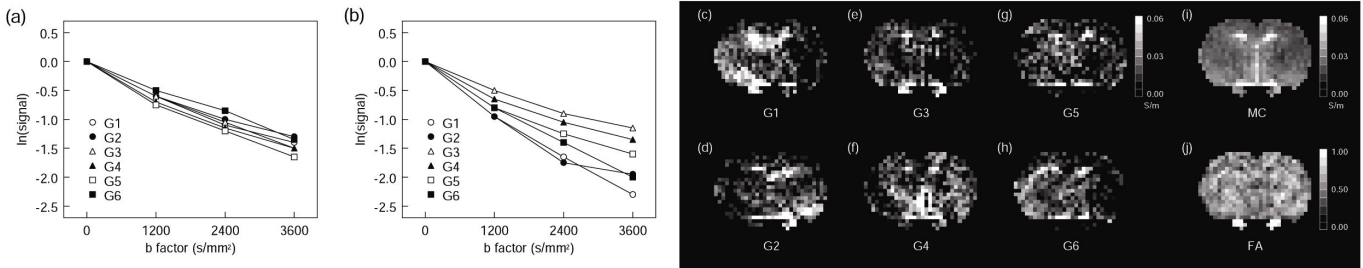 (a)
0.5
0.0
-0.5
-1.0
-1.5
-2.0
-2.5
ln(signal)
G1
G2
G3
G4
G5
G6
0 1200 2400 3600
b factor (s/mm²)
(b)
0.5
0.0
-0.5
-1.0
-1.5
-2.0
-2.5
ln(signal)
G1
G2
G3
G4
G5
G6
0 1200 2400 3600
b factor (s/mm²)
(c) (e) (g) (i)
0.06
0.03
0.00
S/m
0.06
0.03
0.00
S/m
G1 G3 G5 MC
(d) (f) (h) (j)
1.00
0.50
0.00
G2 G4 G6 FA